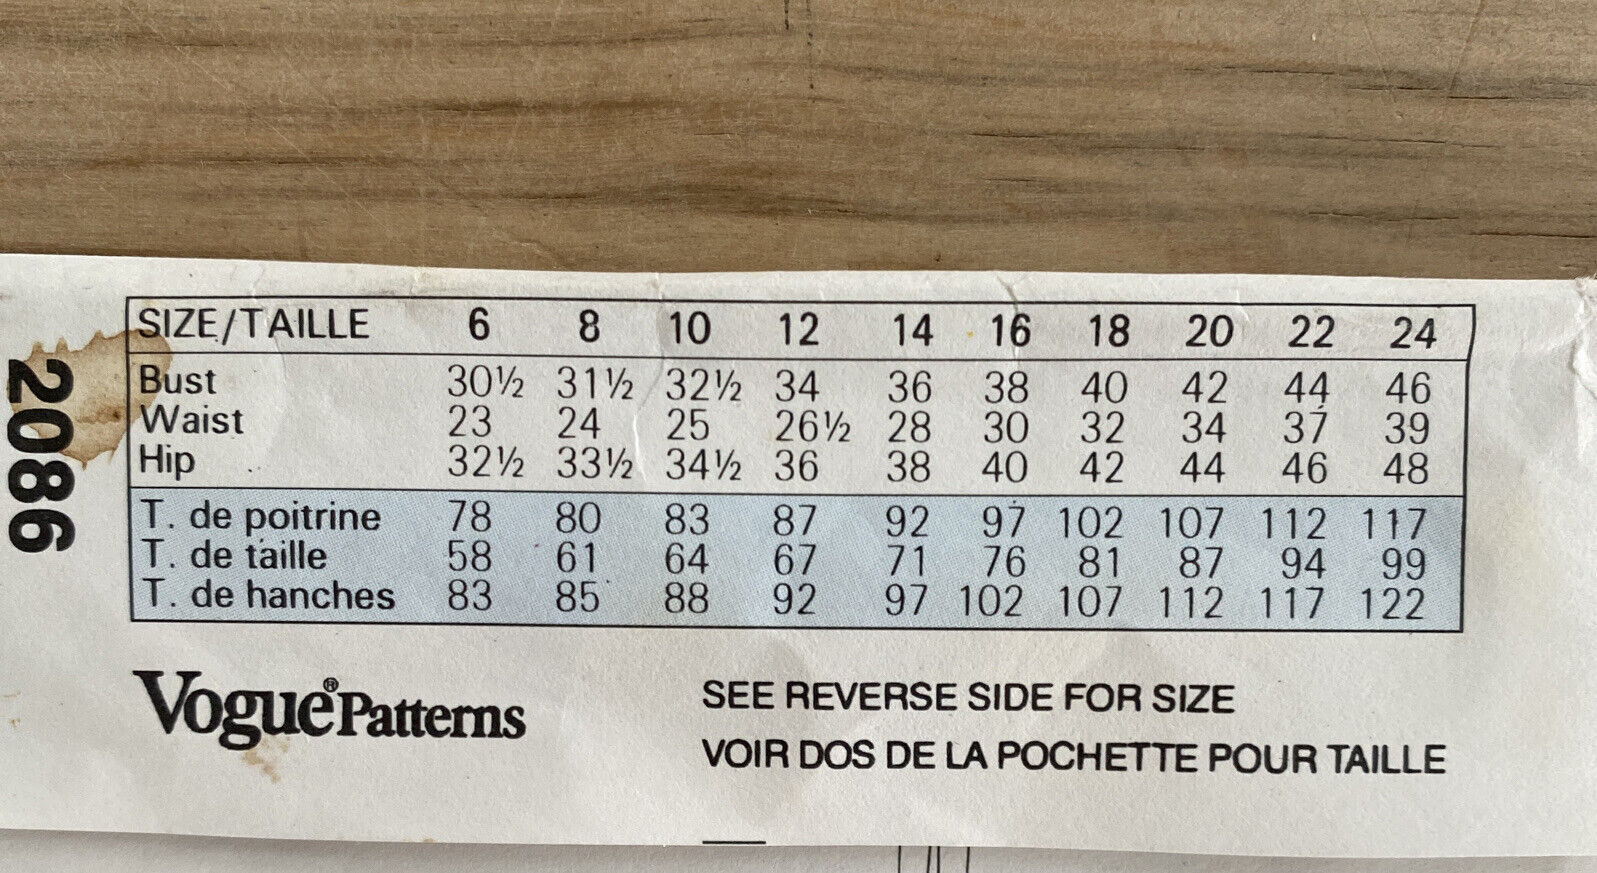 2086
SIZE/TAILLE 6 8 10 12 14 16 18 20 22 24
Bust 30½ 31½ 32½ 34 36 38 40 42 44 46
Waist 23 24 25 26½ 28 30 32 34 37 39
Hip 32½ 33½ 34½ 36 38 40 42 44 46 48
T. de poitrine 78 80 83 87 92 97 102 107 112 117
T. de taille 58 61 64 67 71 76 81 87 94 99
T. de hanches 83 85 88 92 97 102 107 112 117 122
Vogue® Patterns
SEE REVERSE SIDE FOR SIZE
VOIR DOS DE LA POCHETTE POUR TAILLE